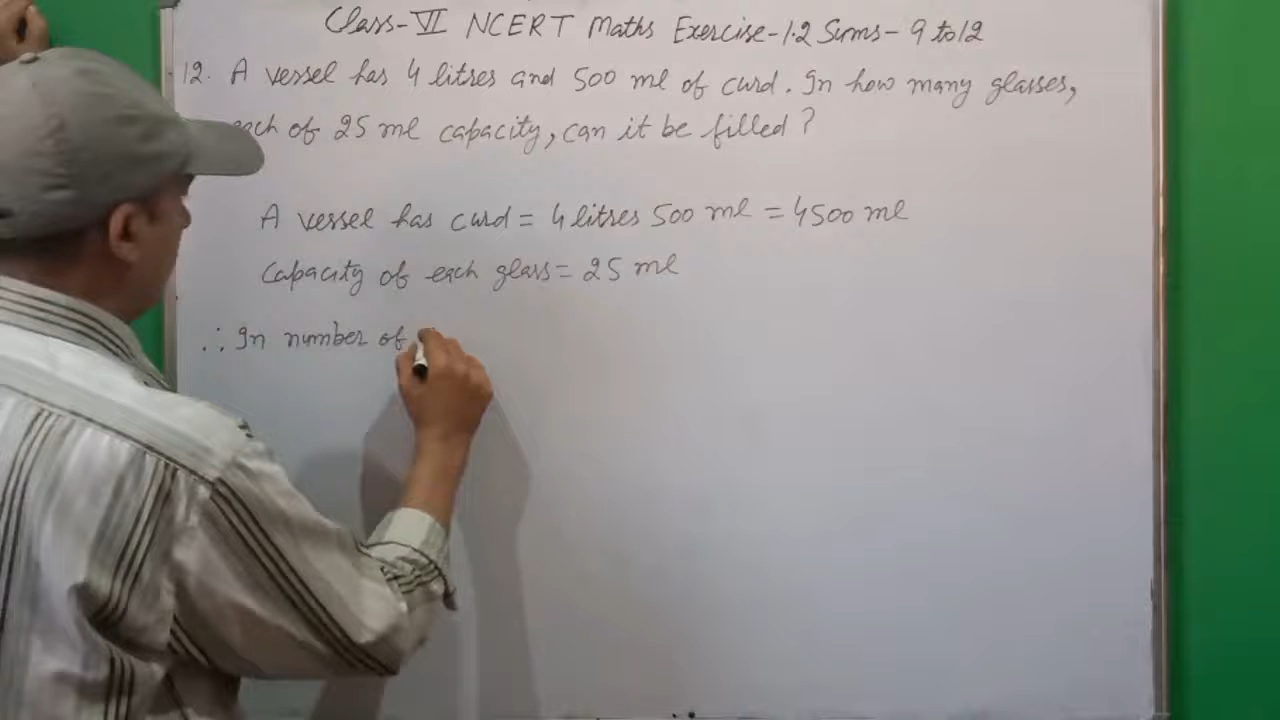 Class-VI NCERT Maths Exercise-1.2 Sums-9 to 12
12. A vessel has 4 litres and 500 ml of curd. In how many glasses,
each of 25 ml capacity, can it be filled?
A vessel has curd = 4 litres 500 ml = 4500 ml
Capacity of each glass = 25 ml
∴ In number of